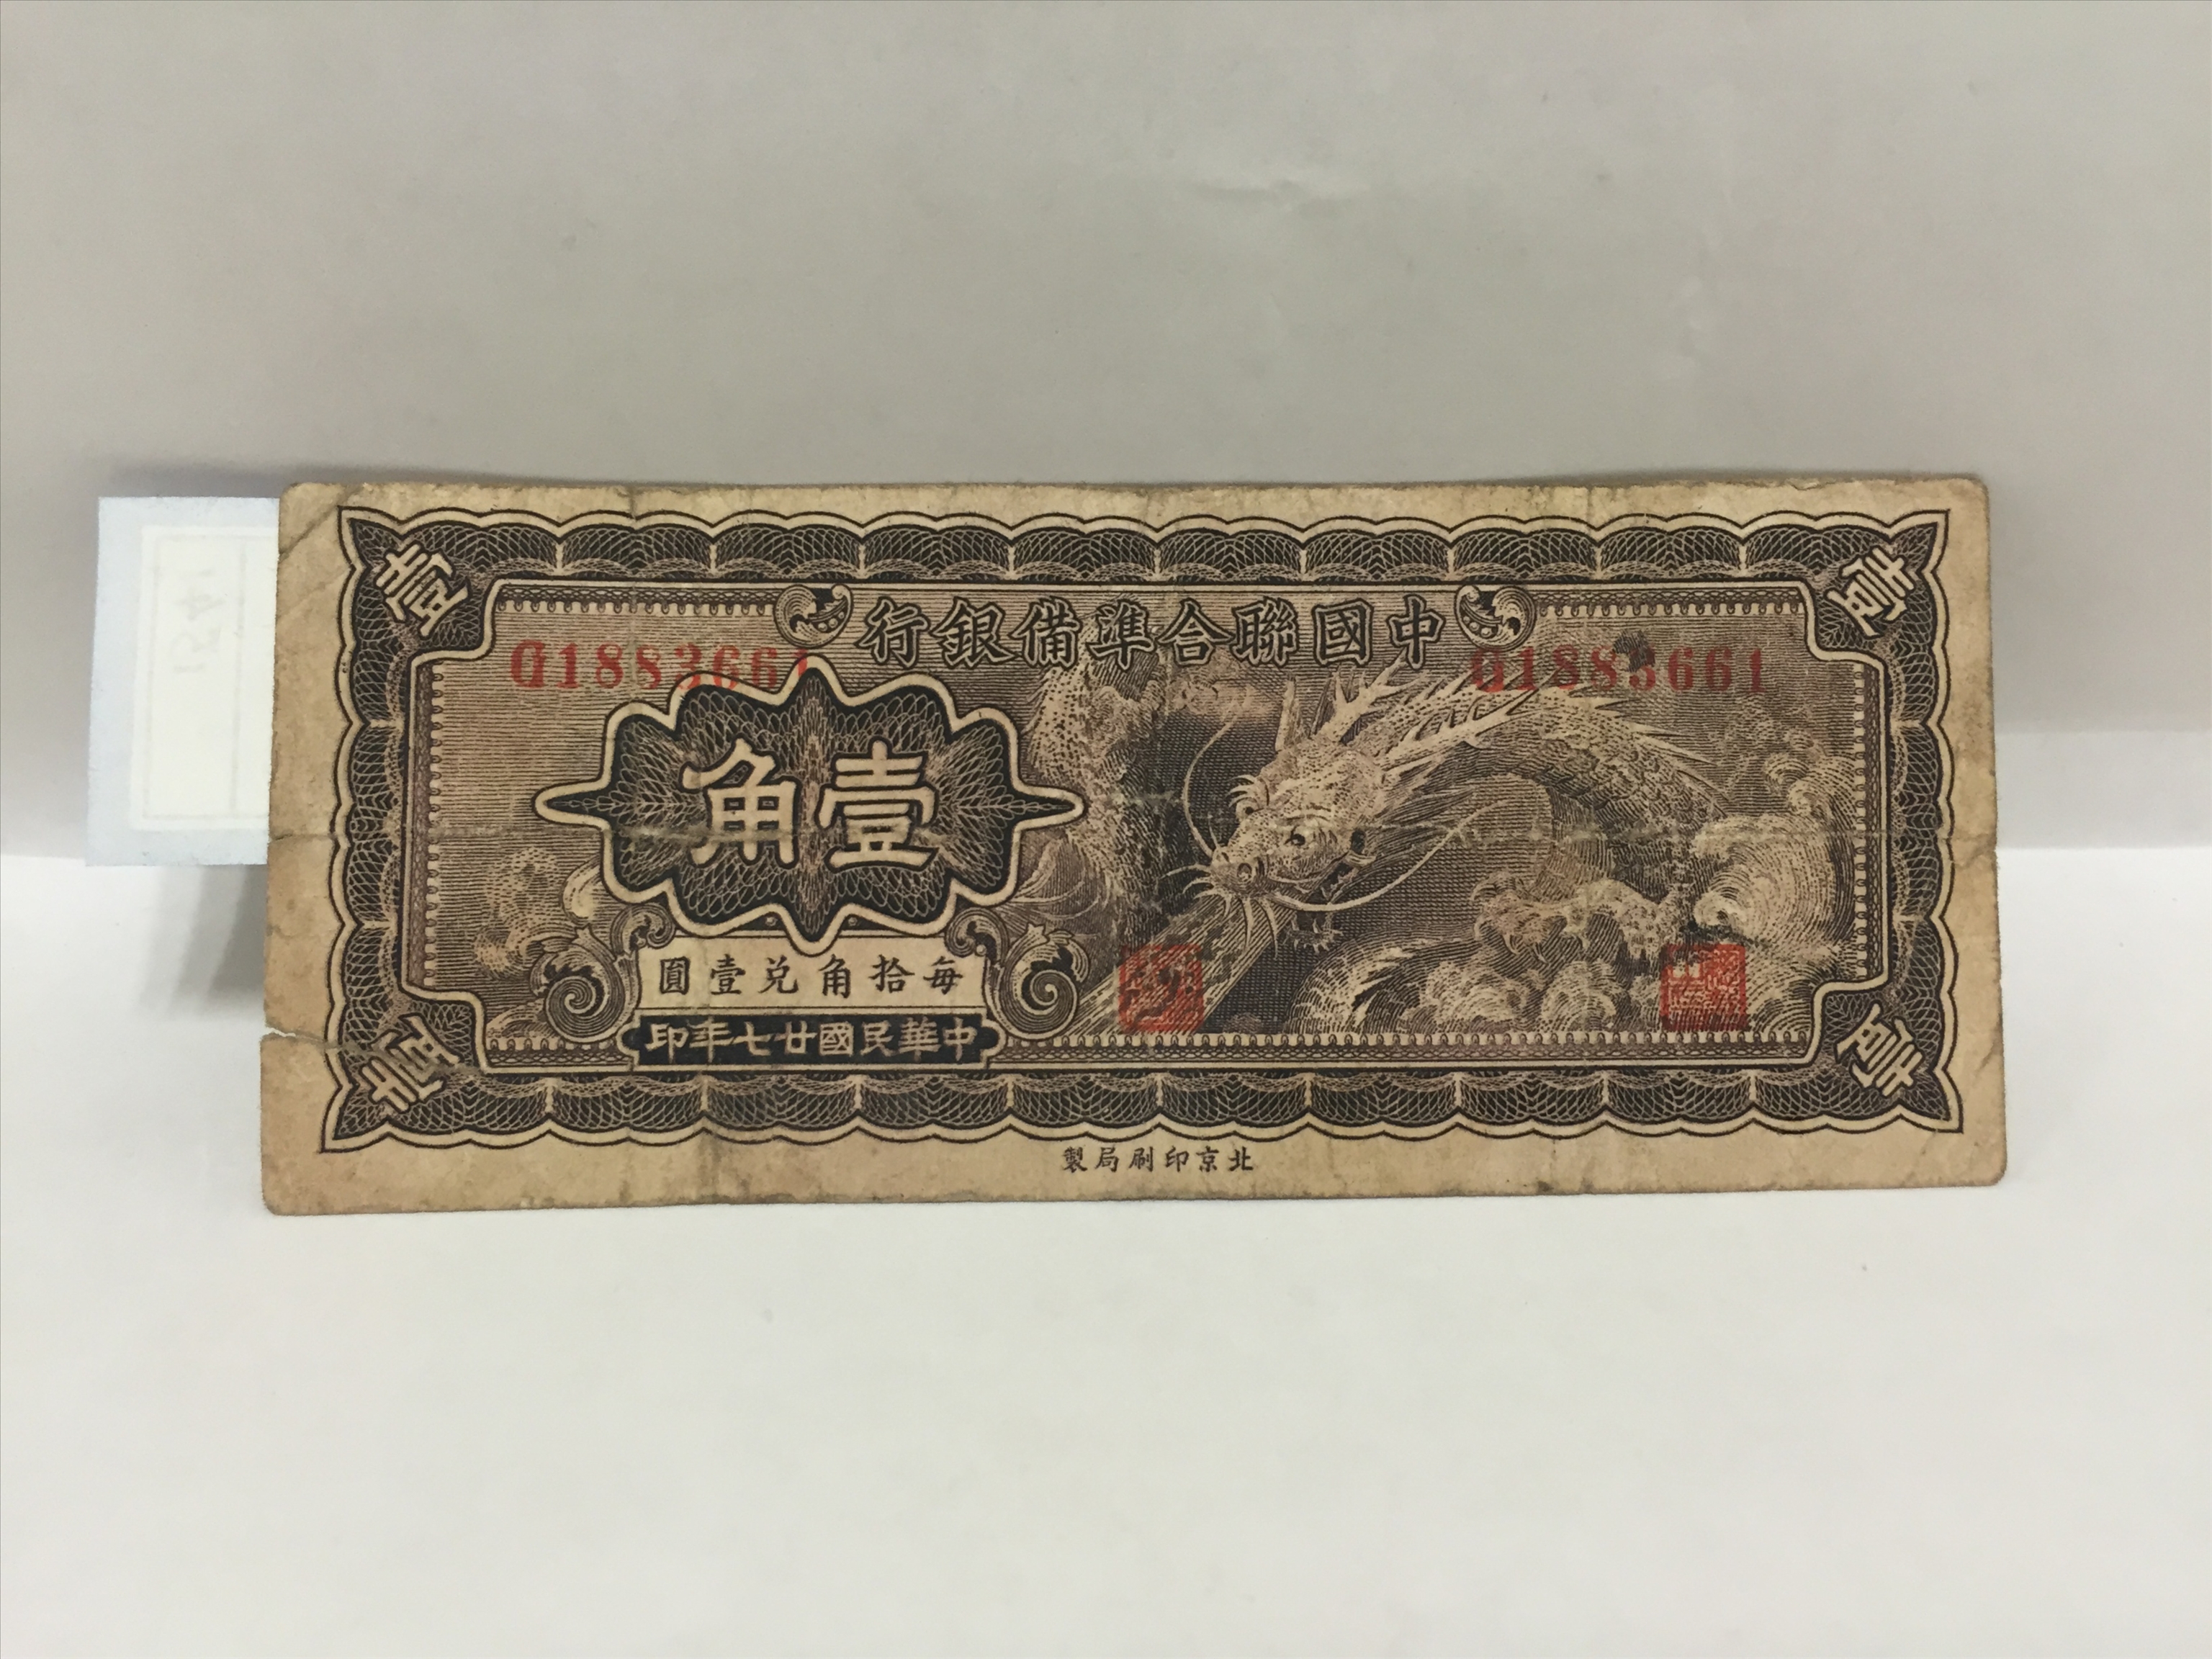 壹 壹
中國聯合準備銀行
G1883661 G1883661
壹角
每拾角兌壹圓
中華民國廿七年印
壹 壹
北京印刷局製